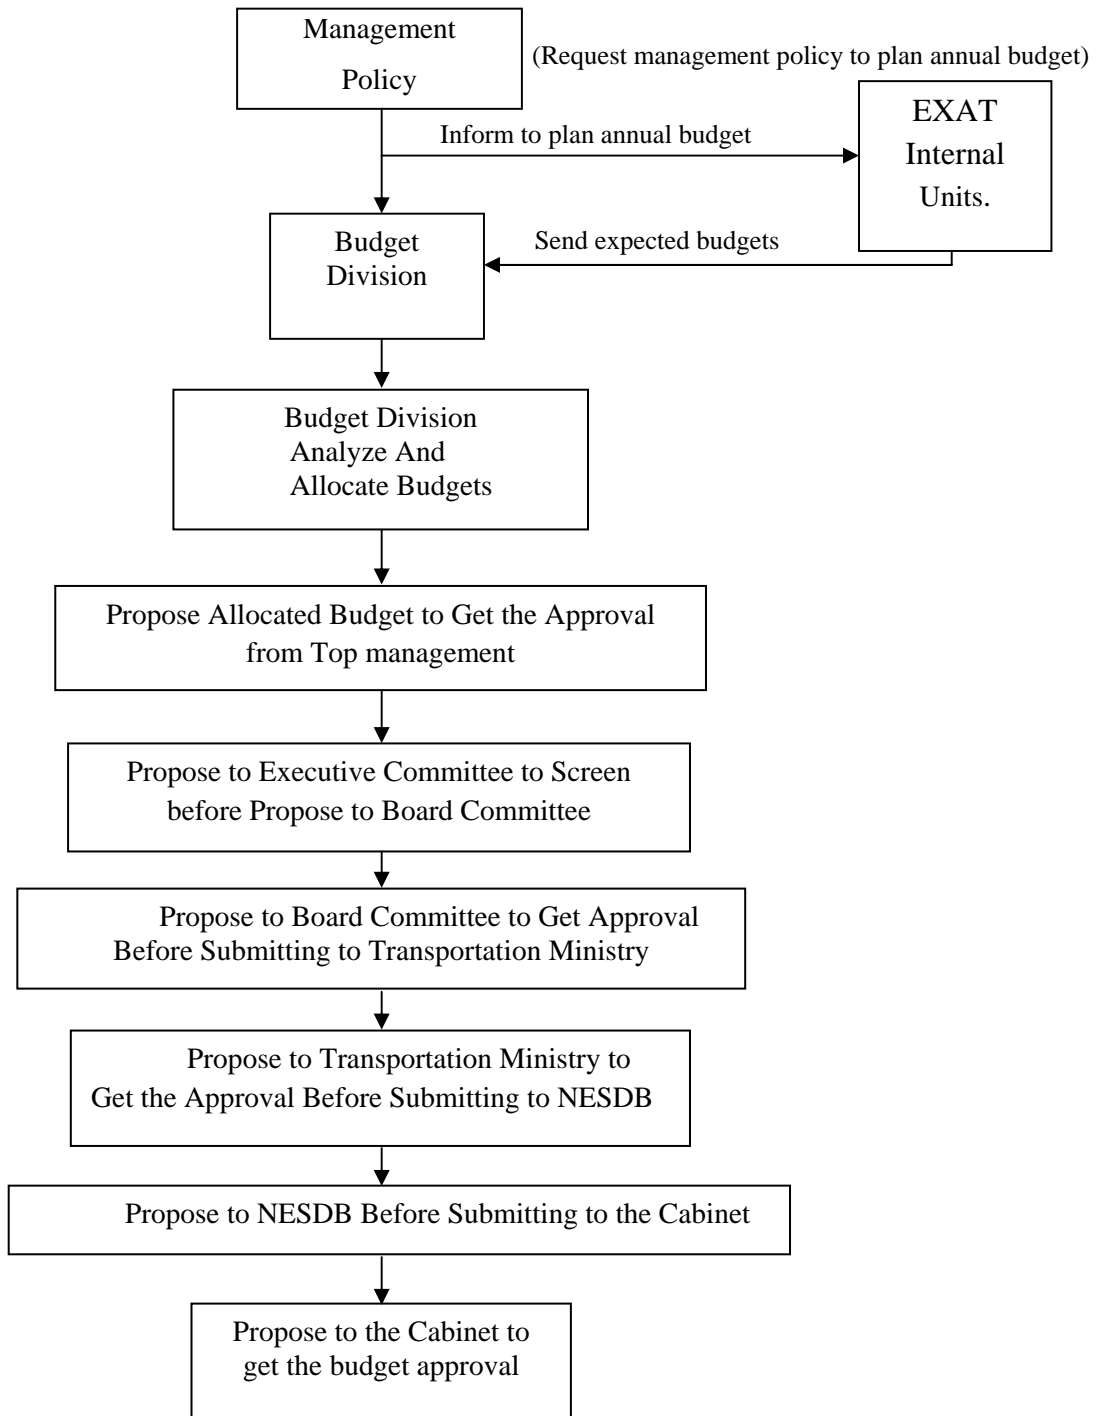 Management
Policy
(Request management policy to plan annual budget)
Inform to plan annual budget
EXAT
Internal
Units.
Budget
Division
Send expected budgets
Budget Division
Analyze And
Allocate Budgets
Propose Allocated Budget to Get the Approval
from Top management
Propose to Executive Committee to Screen
before Propose to Board Committee
Propose to Board Committee to Get Approval
Before Submitting to Transportation Ministry
Propose to Transportation Ministry to
Get the Approval Before Submitting to NESDB
Propose to NESDB Before Submitting to the Cabinet
Propose to the Cabinet to
get the budget approval